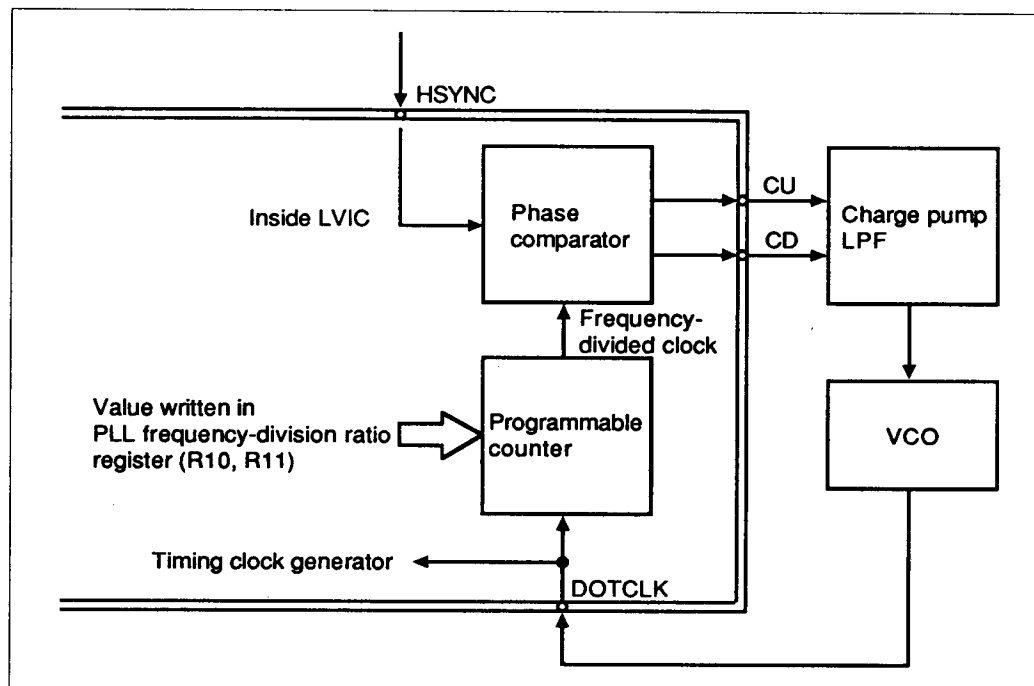 HSYNC
Inside LVIC
Phase
comparator
CU
CD
Charge pump
LPF
Frequency-
divided clock
Value written in
PLL frequency-division ratio
register (R10, R11)
Programmable
counter
VCO
Timing clock generator
DOTCLK